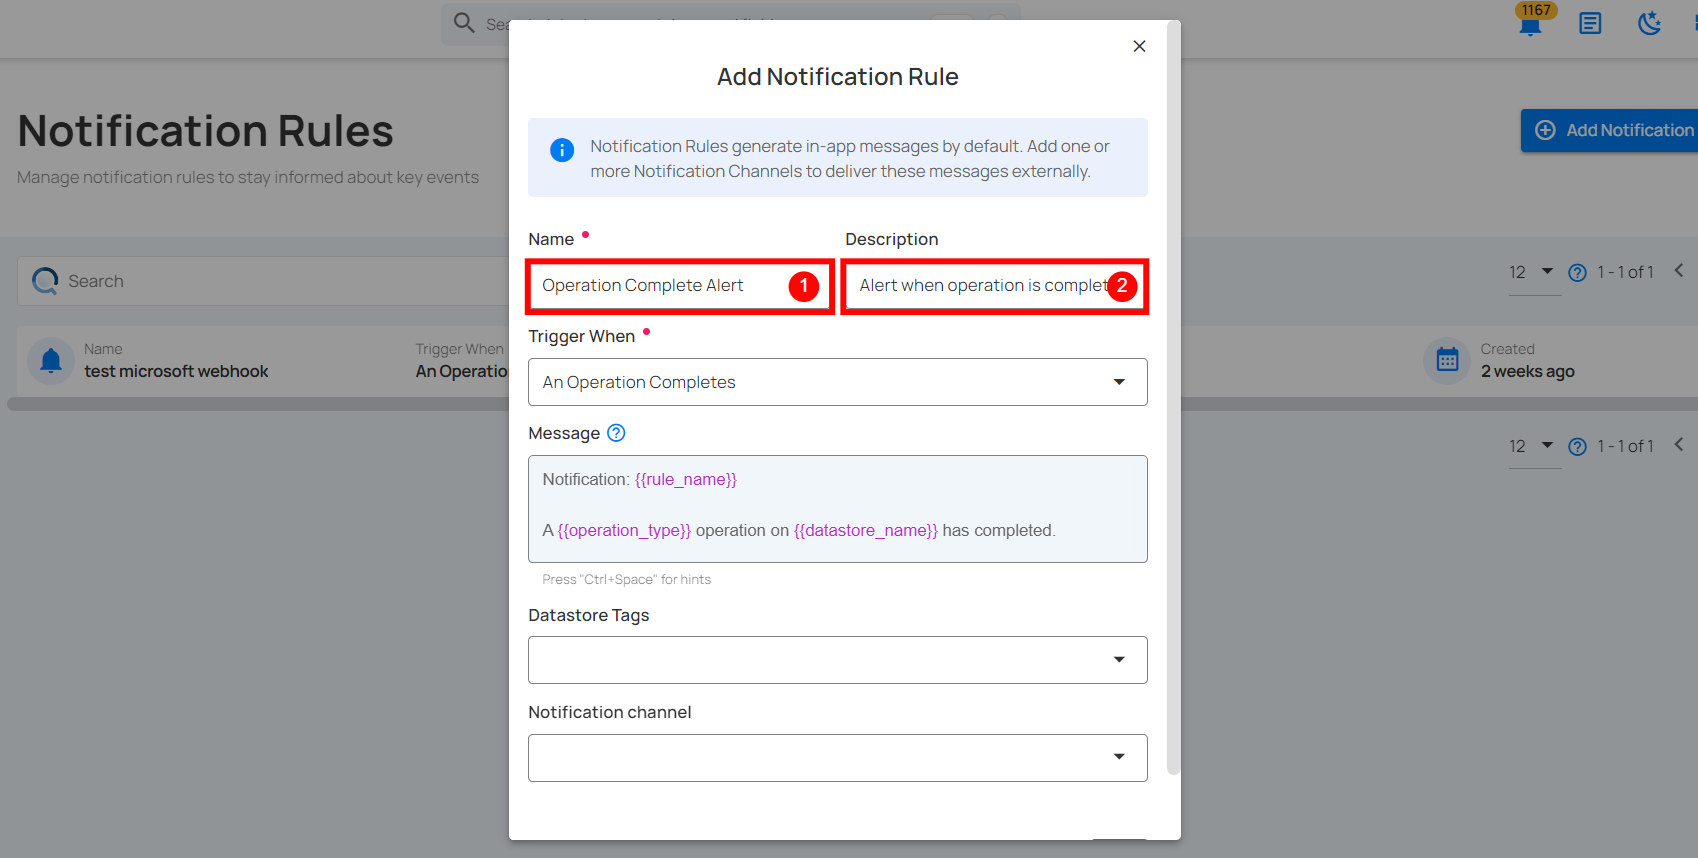 1167
Add Notification Rule
Notification Rules
Manage notification rules to stay informed about key events
Add Notification
Notification Rules generate in-app messages by default. Add one or
more Notification Channels to deliver these messages externally.
Name
Description
Operation Complete Alert 1
Alert when operation is complet 2
Search
12 1 - 1 of 1
Trigger When
An Operation Completes
Name
test microsoft webhook
Trigger When
An Operatio
Created
2 weeks ago
Message
12 1 - 1 of 1
Notification: {{rule_name}}
A {{operation_type}} operation on {{datastore_name}} has completed.
Press "Ctrl+Space" for hints
Datastore Tags
Notification channel